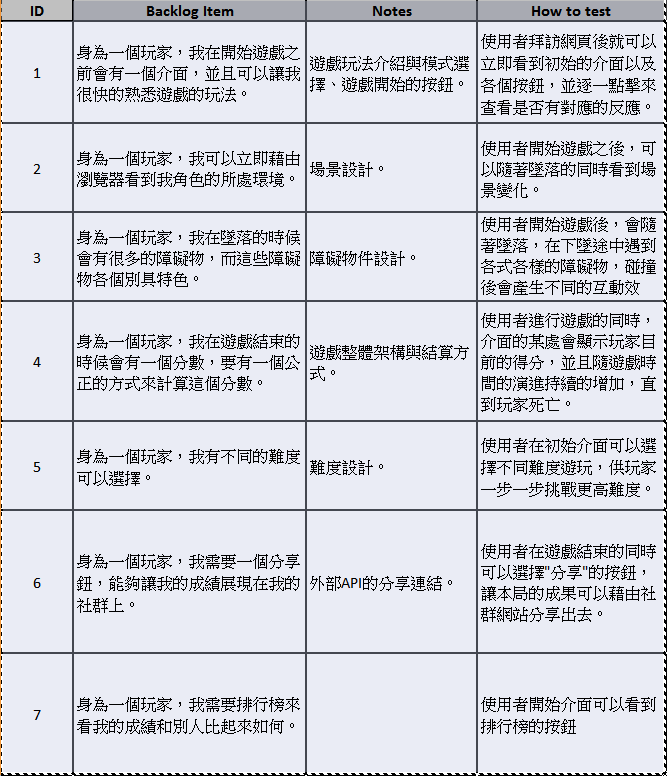 ID Backlog Item Notes How to test
1
身為一個玩家，我在開始遊戲之
前會有一個介面，並且可以讓我
很快的熟悉遊戲的玩法。
遊戲玩法介紹與模式選
擇、遊戲開始的按鈕。
使用者拜訪網頁後就可以
立即看到初始的介面以及
各個按鈕，並逐一點擊來
查看是否有對應的反應。
2
身為一個玩家，我可以立即藉由
瀏覽器看到我角色的所處環境。
場景設計。
使用者開始遊戲之後，可
以隨著墜落的同時看到場
景變化。
3
身為一個玩家，我在墜落的時候
會有很多的障礙物，而這些障礙
物各個別具特色。
障礙物件設計。
使用者開始遊戲後，會隨
著墜落，在下墜途中遇到
各式各樣的障礙物，碰撞
後會產生不同的互動效
4
身為一個玩家，我在遊戲結束的
時候會有一個分數，要有一個公
正的方式來計算這個分數。
遊戲整體架構與結算方
式。
使用者進行遊戲的同時，
介面的某處會顯示玩家目
前的得分，並且隨遊戲時
間的演進持續的增加，直
到玩家死亡。
5
身為一個玩家，我有不同的難度
可以選擇。
難度設計。
使用者在初始介面可以選
擇不同難度遊玩，供玩家
一步一步挑戰更高難度。
6
身為一個玩家，我需要一個分享
鈕，能夠讓我的成績展現在我的
社群上。
外部API的分享連結。
使用者在遊戲結束的同時
可以選擇"分享"的按鈕，
讓本局的成果可以藉由社
群網站分享出去。
7
身為一個玩家，我需要排行榜來
看我的成績和別人比起來如何。
使用者開始介面可以看到
排行榜的按鈕